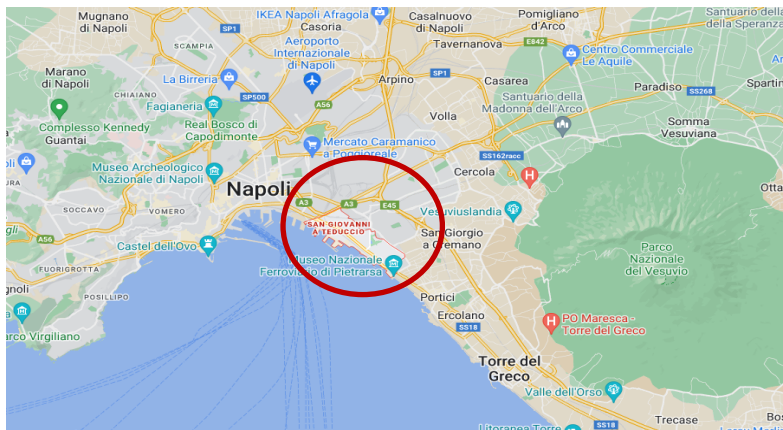 Mugnano
di Napoli
SP1
IKEA Napoli Afragola
Casoria
Casalnuovo
di Napoli
Pomigliano
d'Arco
Santuario della
della Speranza
SCAMPIA
Aeroporto
Internazionale
di Napoli
Tavernanova
E842
Centro Commerciale
Le Aquile
Marano
di Napoli
La Birreria
Arpino
SP1
Casarea
Paradiso
SS268
CHIAIANO
SP500
Fagianeria
A56
Santuario della
Madonna dell'Arco
Complesso Kennedy
Guantai
Real Bosco di
Capodimonte
Volla
Somma
Vesuviana
Mercato Caramanico
a Poggioreale
SS162racc
Museo Archeologico
Nazionale di Napoli
Cercola
Napoli
SOCCAVO
VOMERO
A3
A3
E45
Vesuviuslandia
SAN GIOVANNI
A TEDUCCIO
San Giorgio
a Cremano
A56
Castel dell'Ovo
Parco
Nazionale
del Vesuvio
FUORIGROTTA
Museo Nazionale
Ferroviario di Pietrarsa
POSILLIPO
Portici
Ercolano
SS18
PO Maresca -
Torre del Greco
Torre del
Greco
Valle dell'Orso
Trecase
SS18
Litoranea Torre